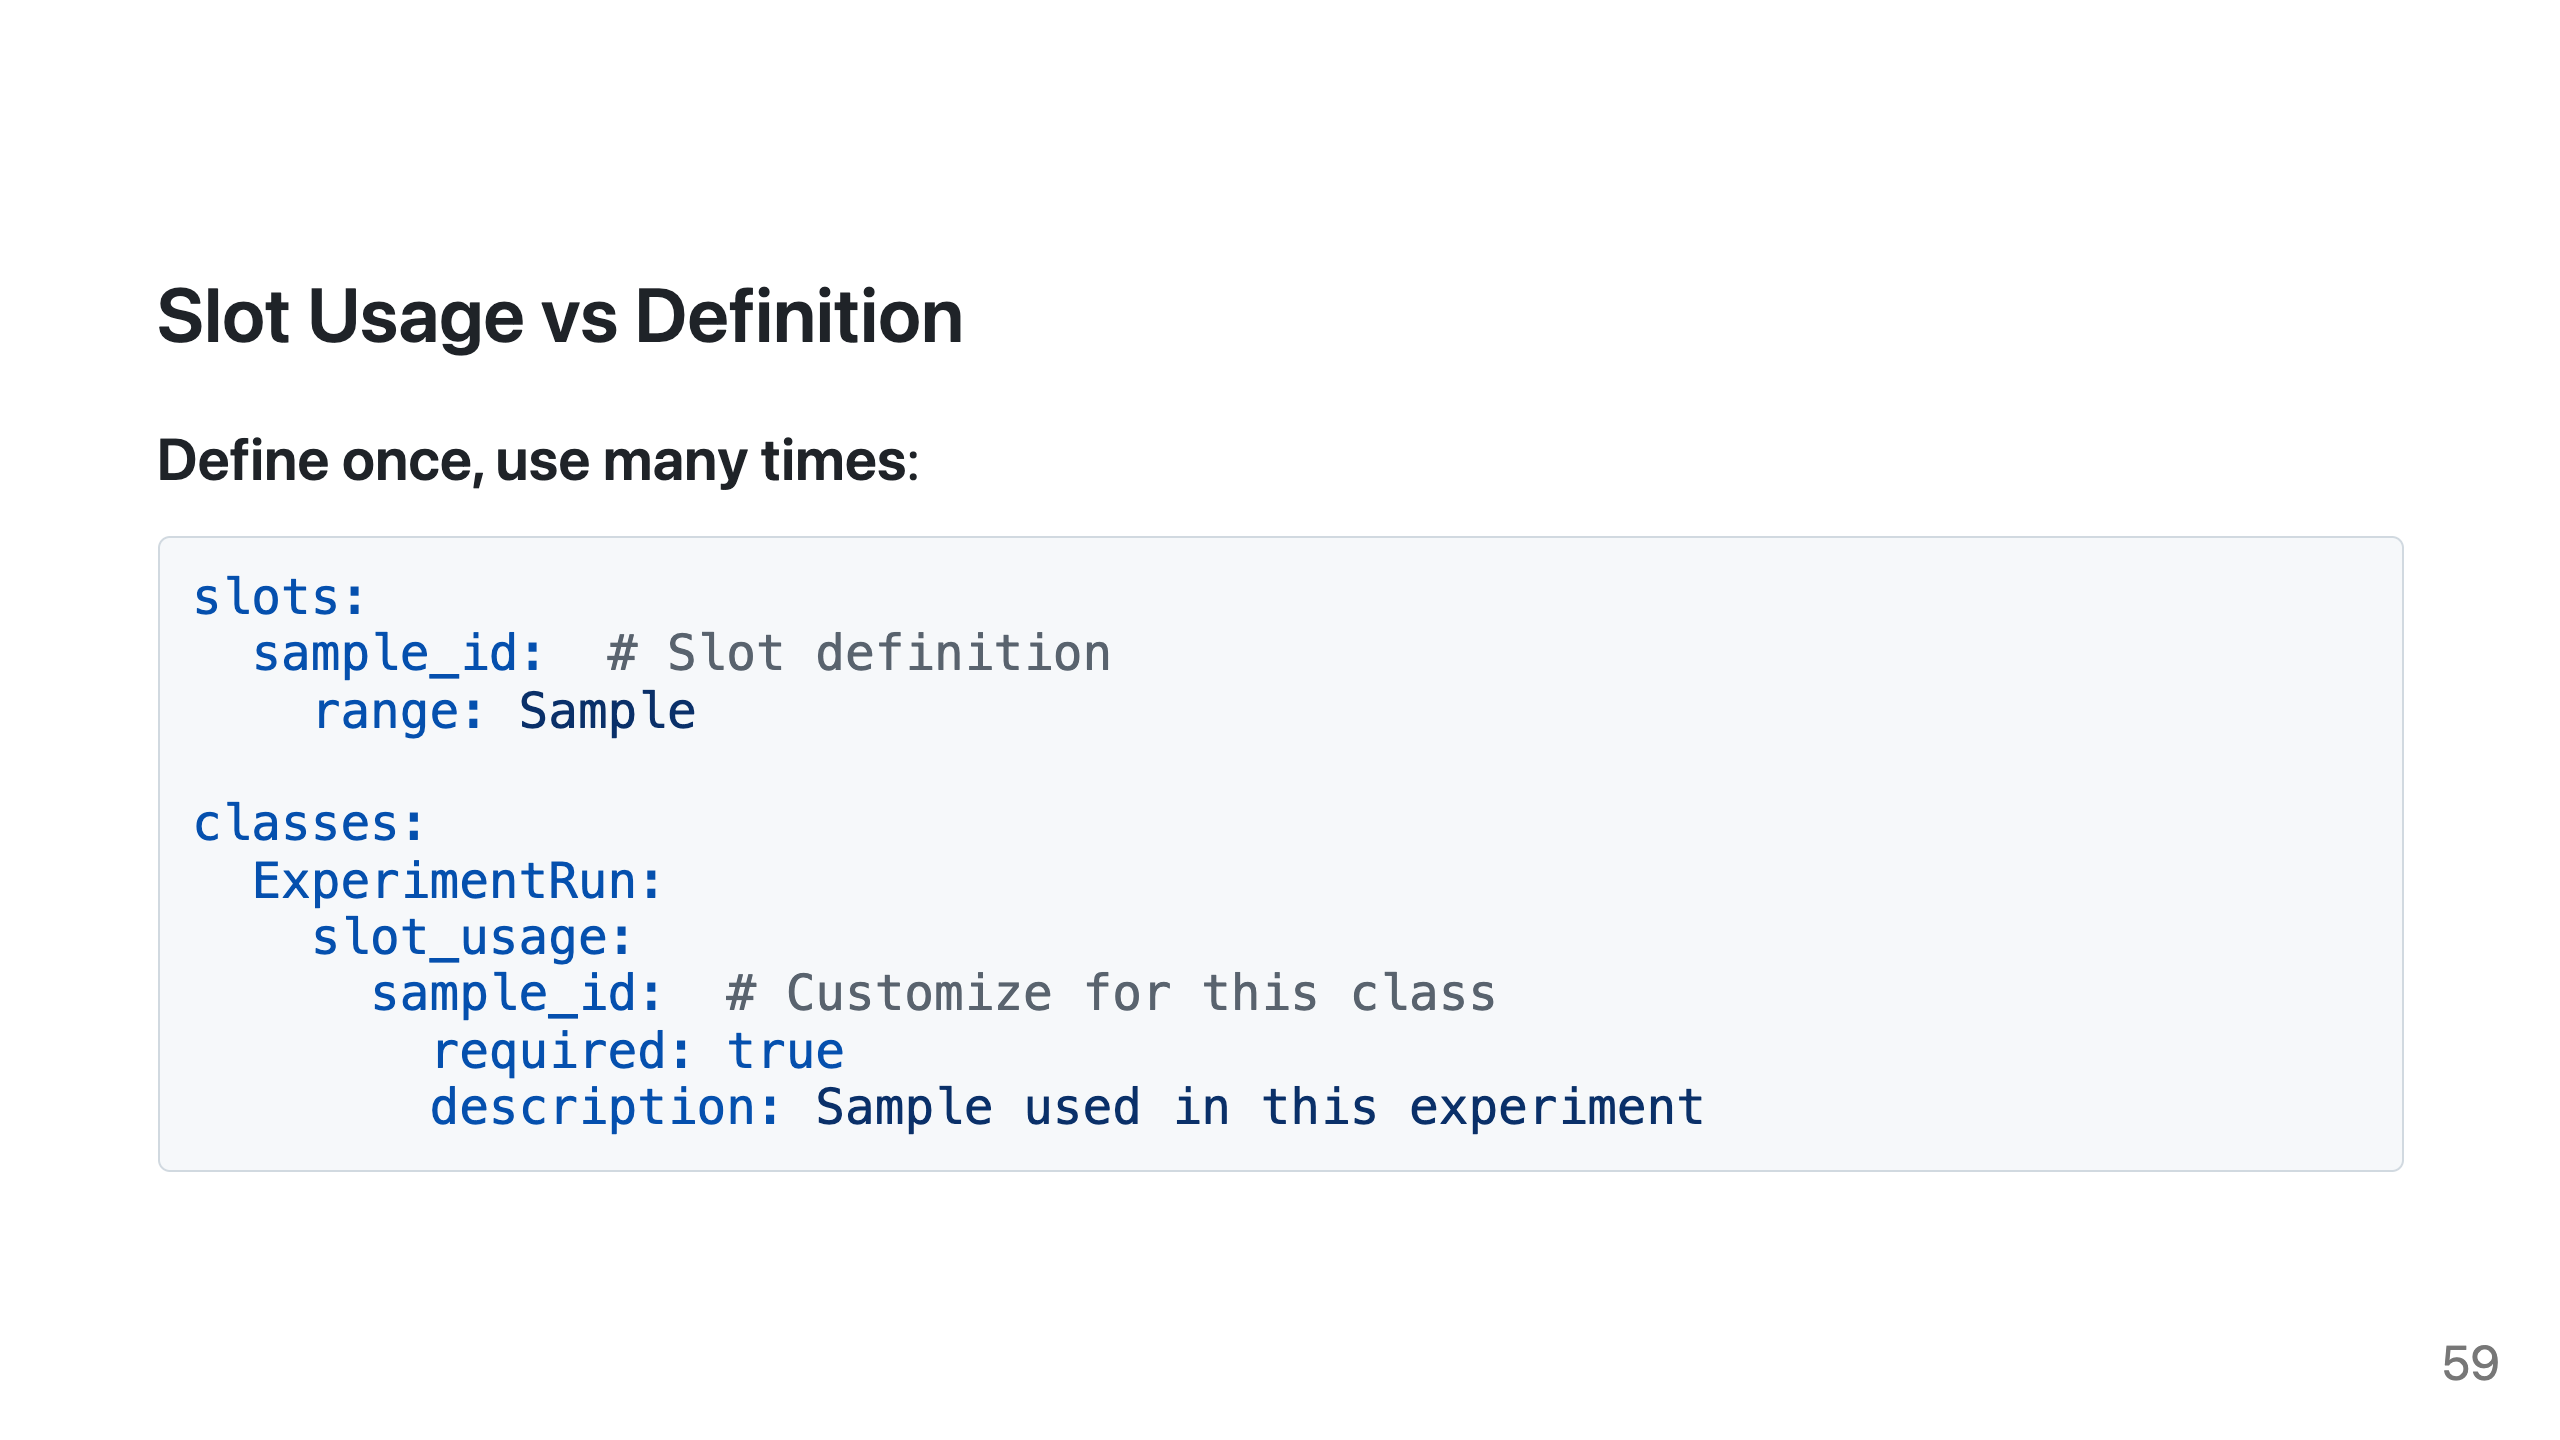 Slot Usage vs Definition
Define once, use many times:
slots:
  sample_id:  # Slot definition
    range: Sample

classes:
  ExperimentRun:
    slot_usage:
      sample_id:  # Customize for this class
        required: true
        description: Sample used in this experiment
59